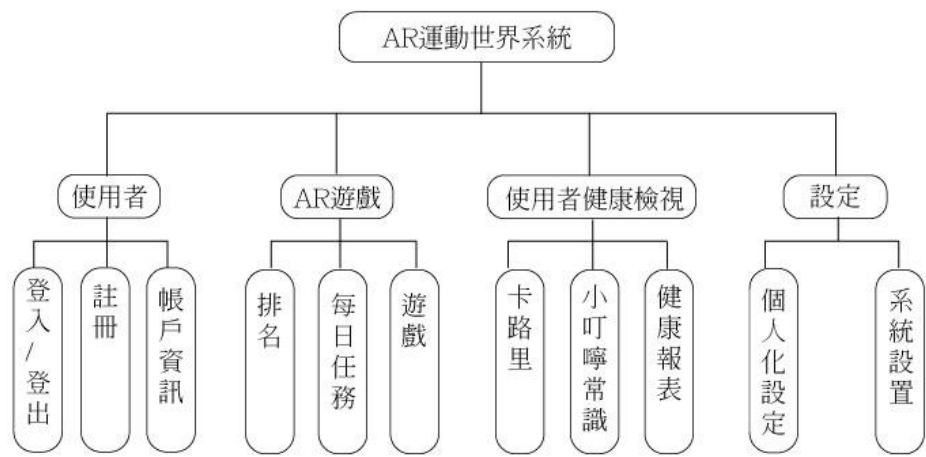 AR運動世界系統
使用者
AR遊戲
使用者健康檢視
設定
登入/登出
註冊
帳戶資訊
排名
每日任務
遊戲
卡路里
小叮嚀常識
健康報表
個人化設定
系統設置